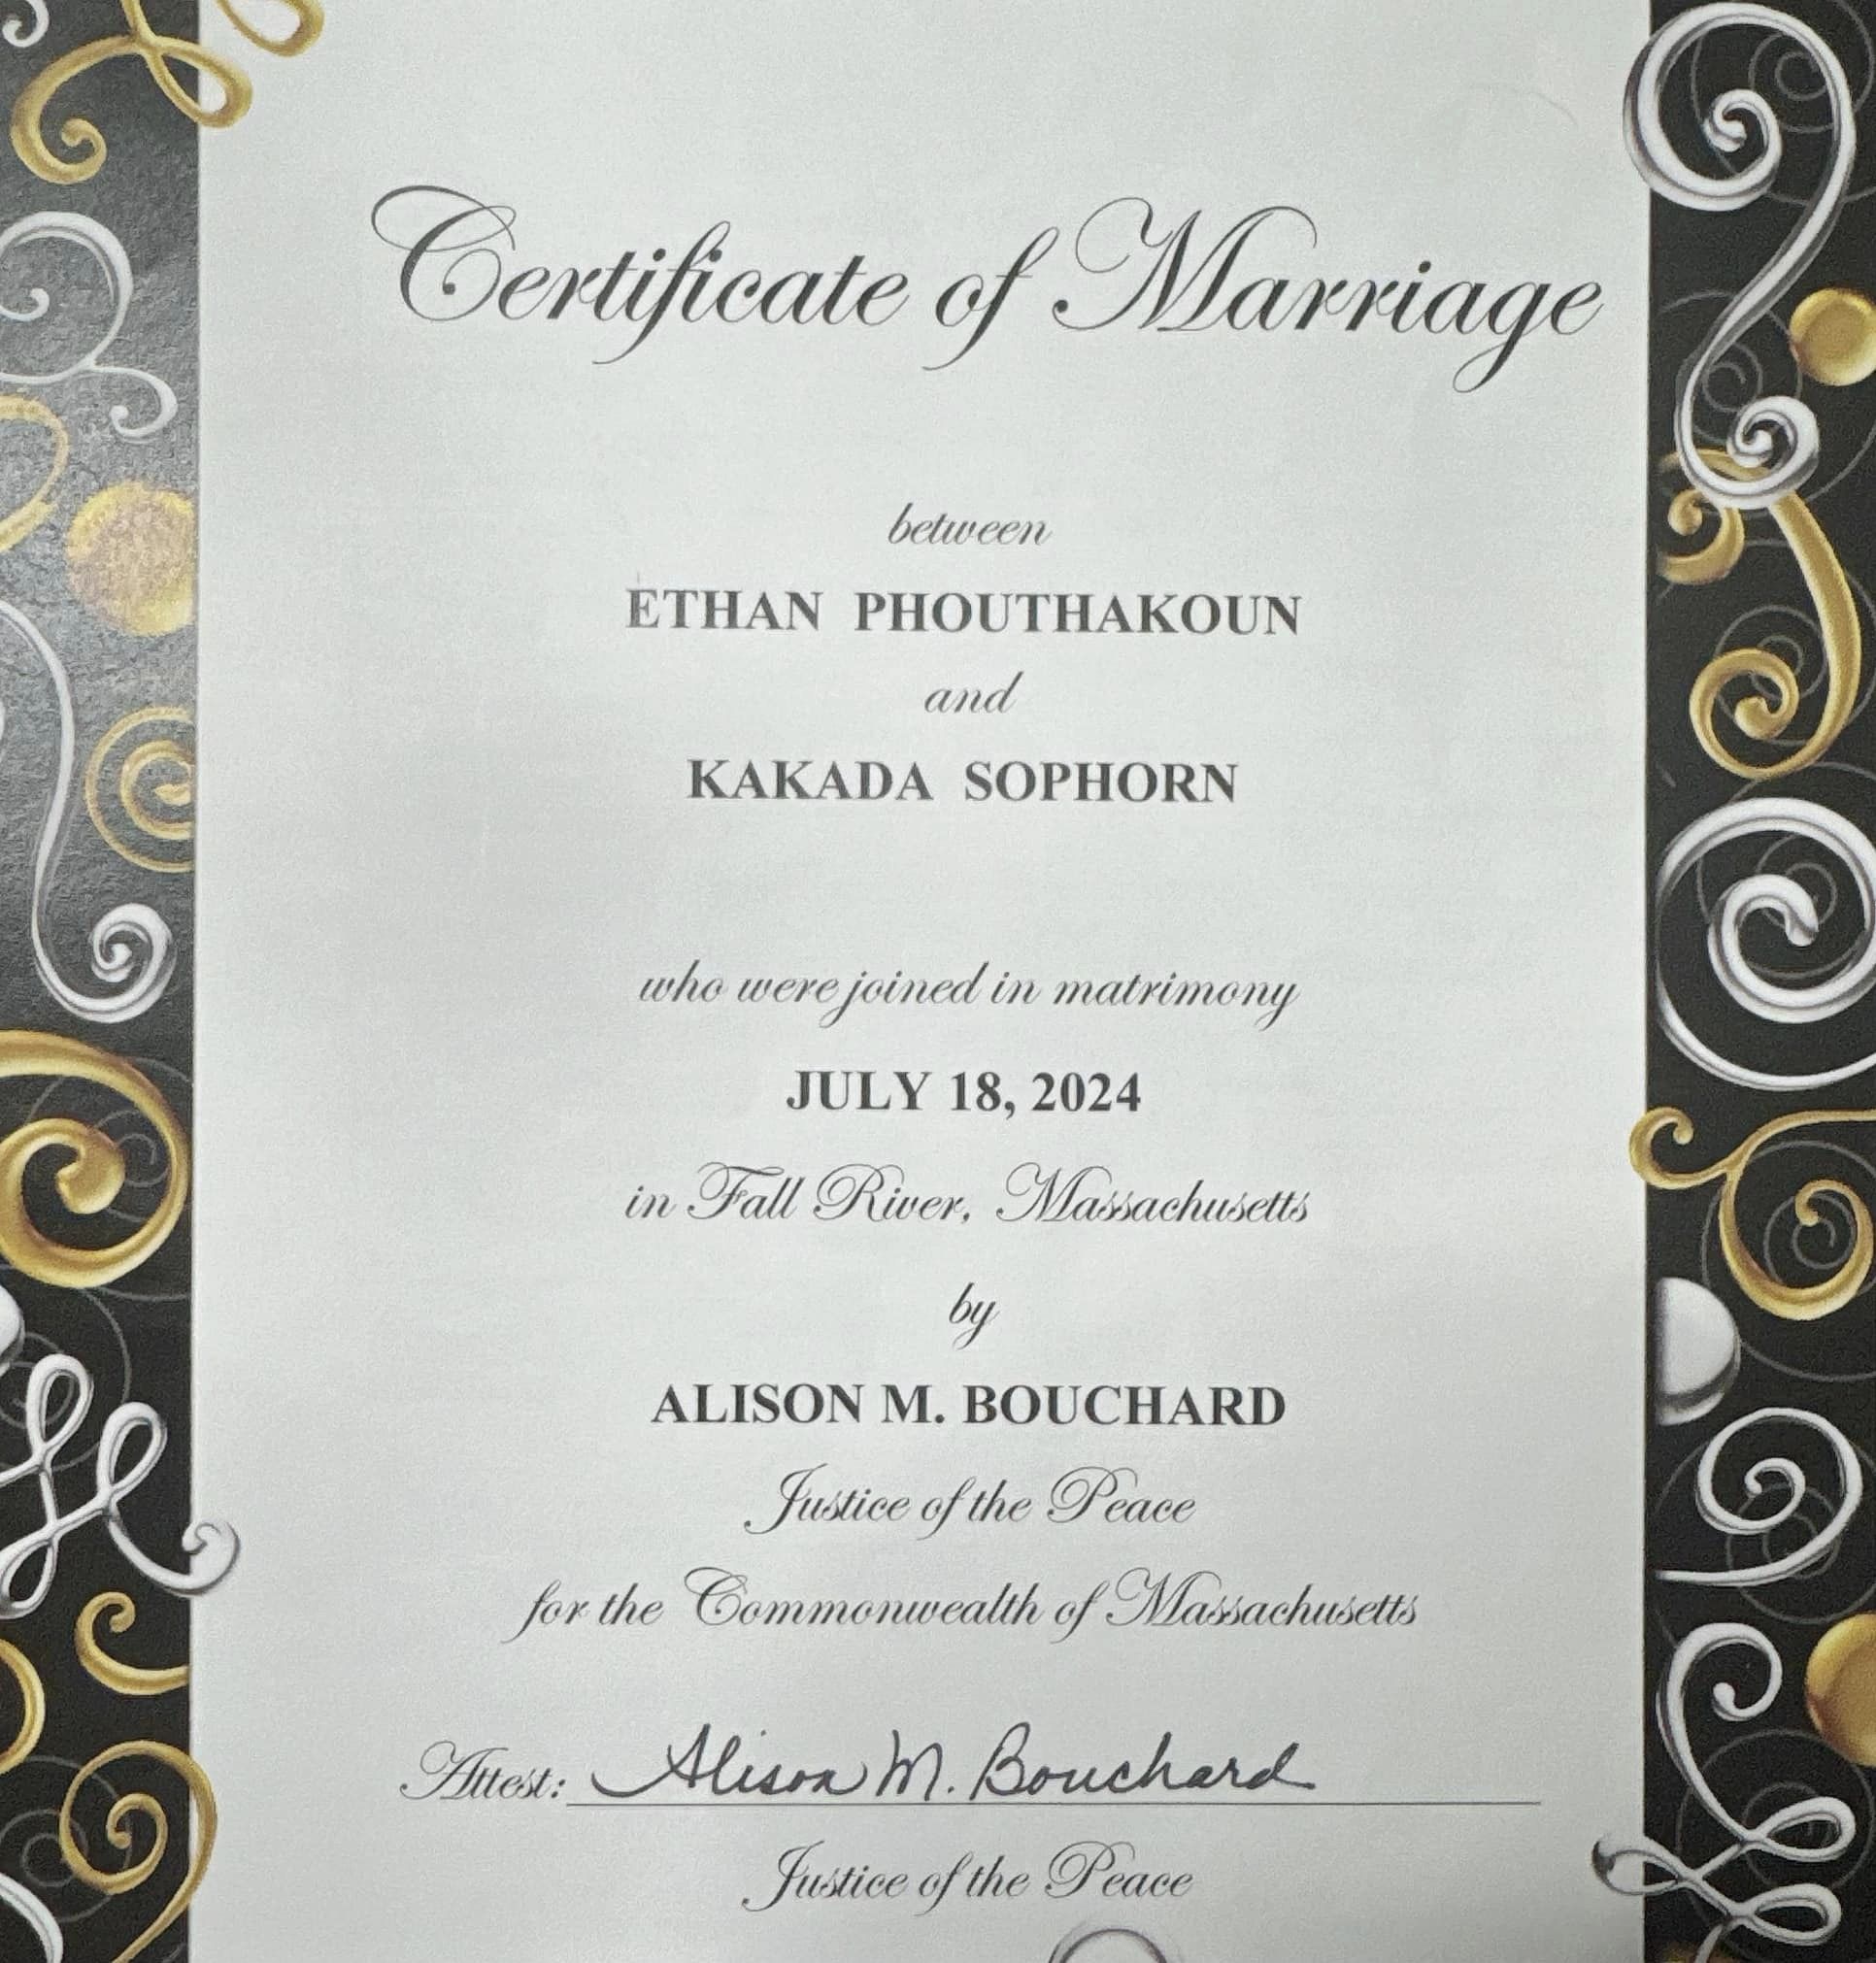 Certificate of Marriage
between
ETHAN PHOUTHAKOUN
and
KAKADA SOPHORN
who were joined in matrimony
JULY 18, 2024
in Fall River, Massachusetts
by
ALISON M. BOUCHARD
Justice of the Peace
for the Commonwealth of Massachusetts
Attest: Alison M. Bouchard
Justice of the Peace